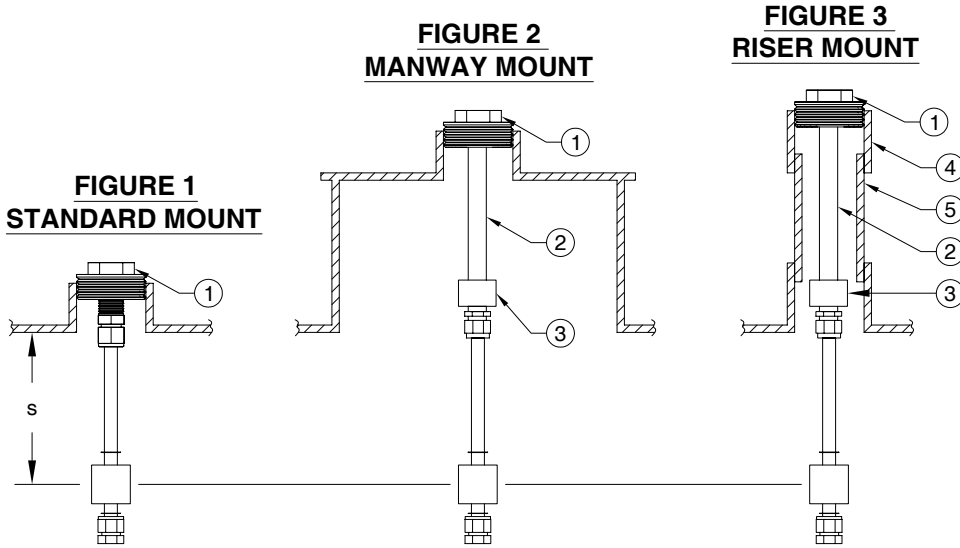 FIGURE 1
STANDARD MOUNT
1
s
FIGURE 2
MANWAY MOUNT
1
2
3
FIGURE 3
RISER MOUNT
1
4
5
2
3